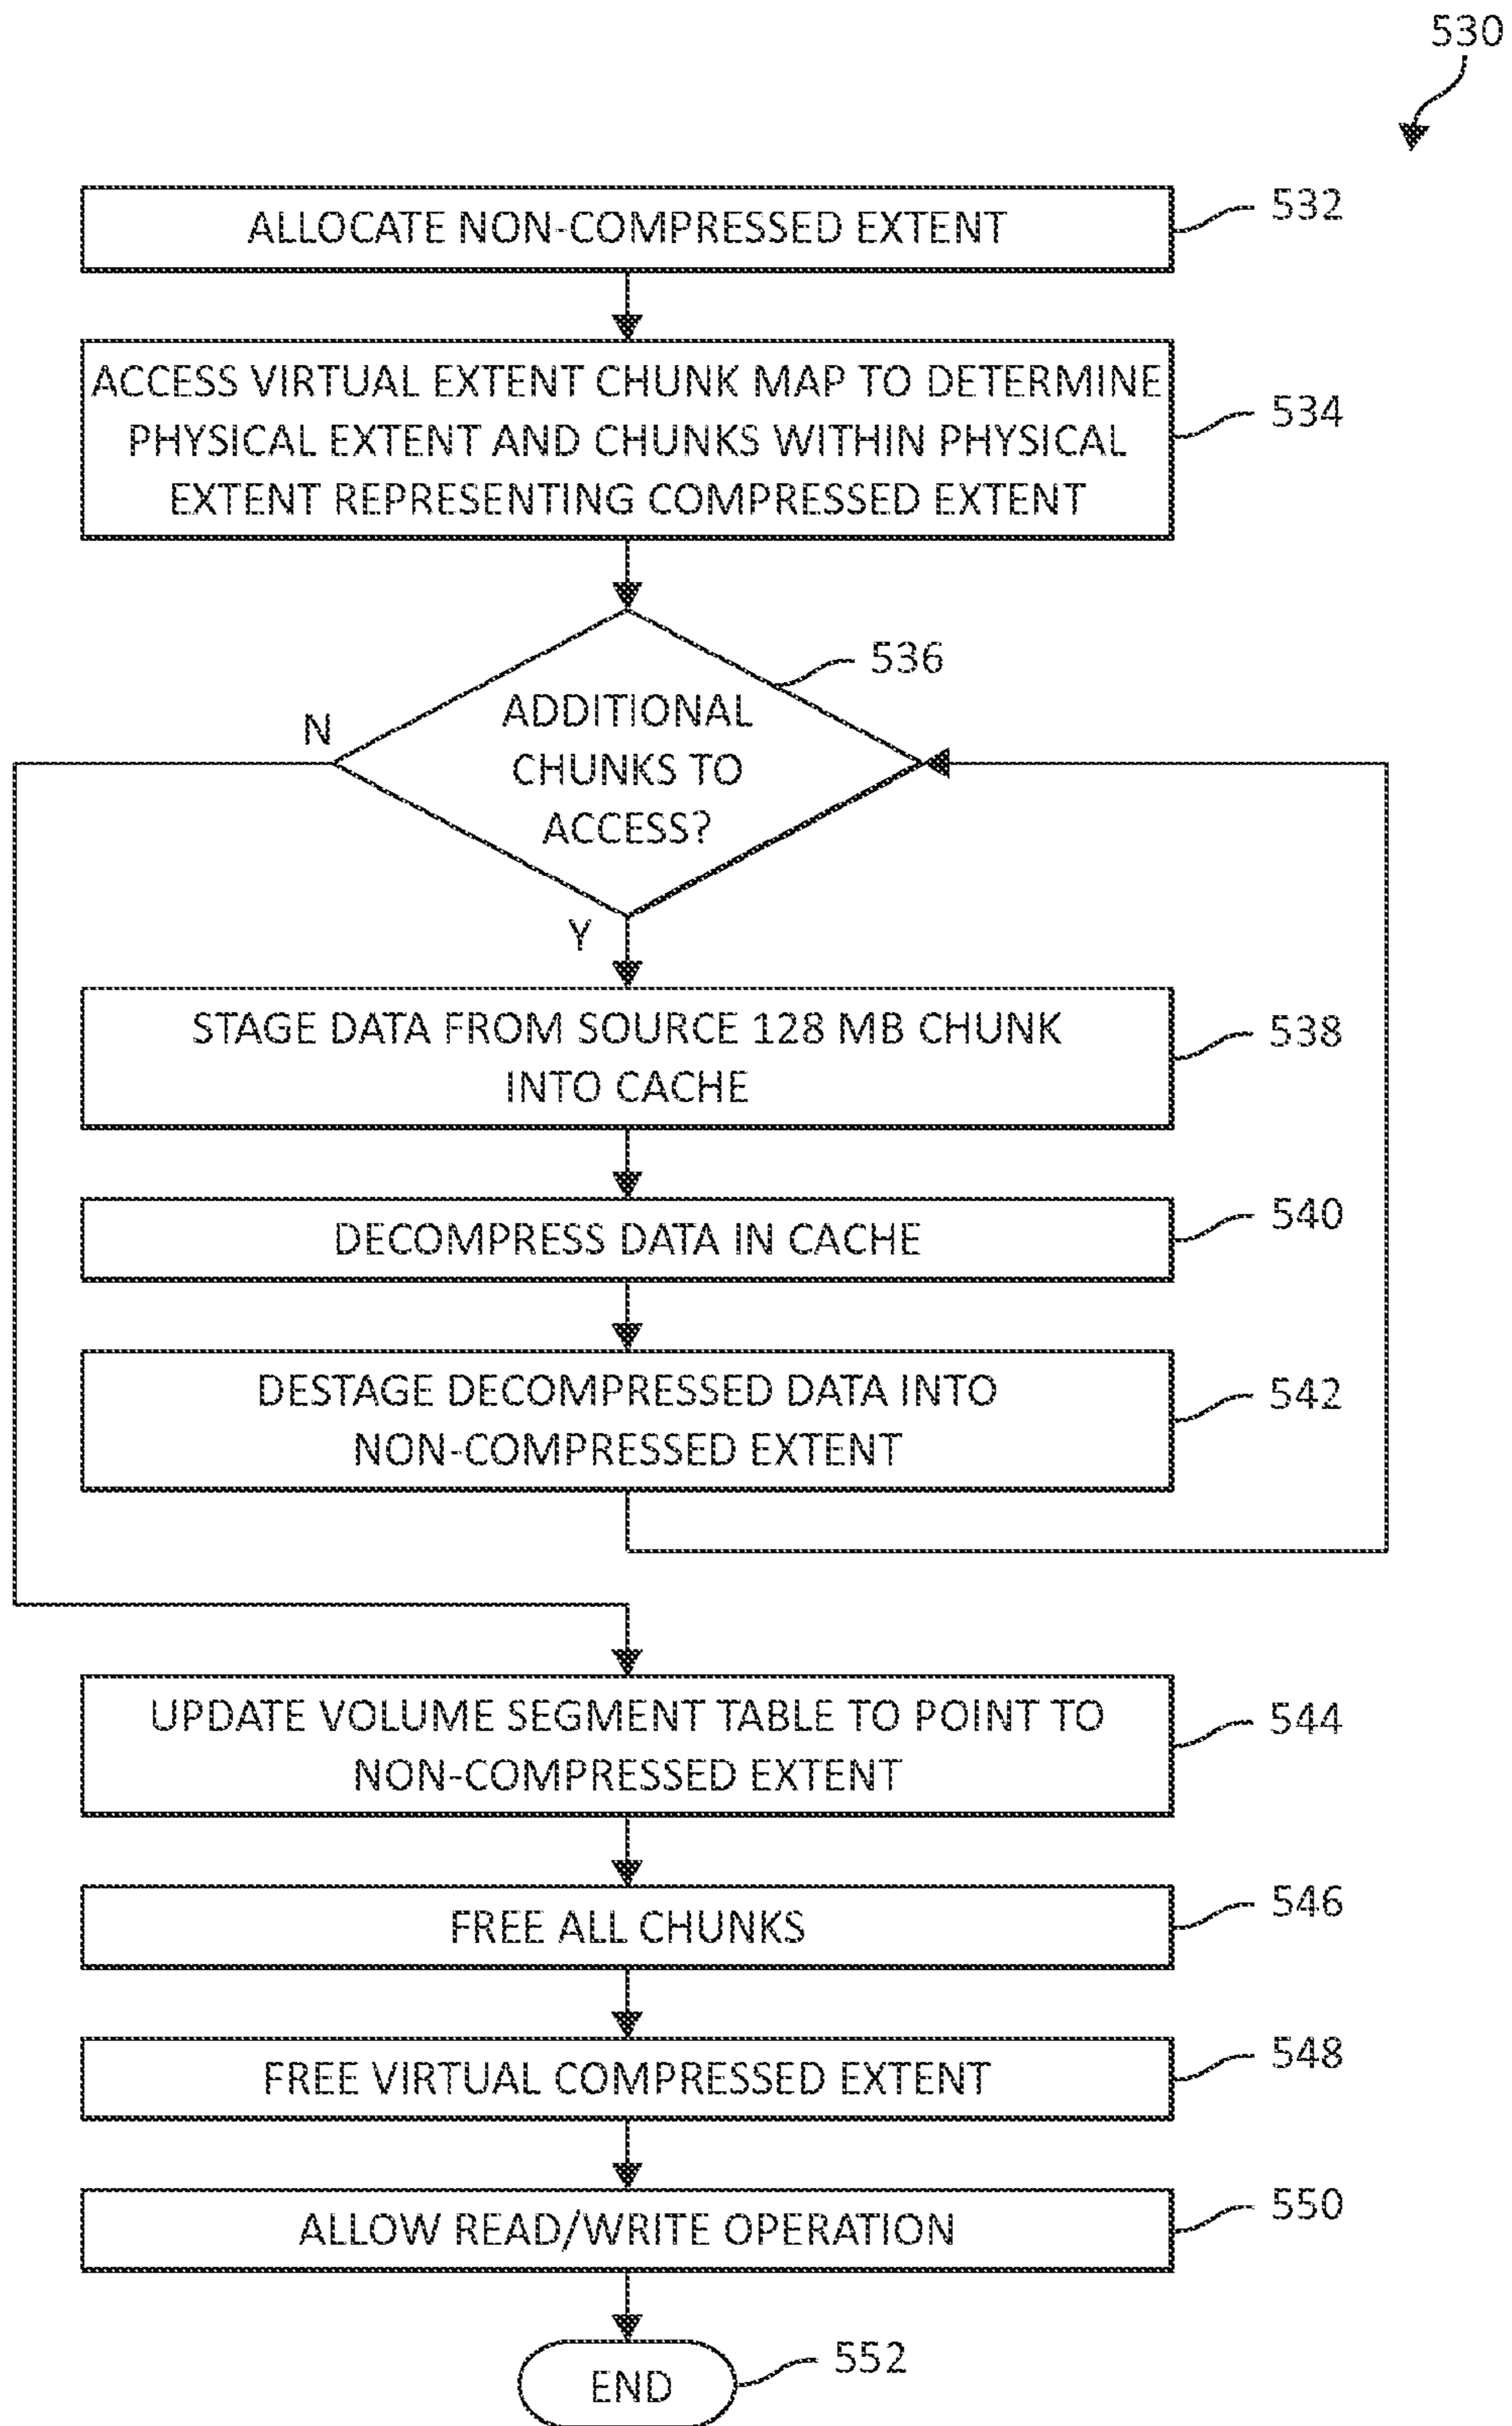 530
ALLOCATE NON-COMPRESSED EXTENT
532
ACCESS VIRTUAL EXTENT CHUNK MAP TO DETERMINE
PHYSICAL EXTENT AND CHUNKS WITHIN PHYSICAL
EXTENT REPRESENTING COMPRESSED EXTENT
534
536
ADDITIONAL
CHUNKS TO
ACCESS?
N
Y
STAGE DATA FROM SOURCE 128 MB CHUNK
INTO CACHE
538
DECOMPRESS DATA IN CACHE
540
DESTAGE DECOMPRESSED DATA INTO
NON-COMPRESSED EXTENT
542
UPDATE VOLUME SEGMENT TABLE TO POINT TO
NON-COMPRESSED EXTENT
544
FREE ALL CHUNKS
546
FREE VIRTUAL COMPRESSED EXTENT
548
ALLOW READ/WRITE OPERATION
550
END
552